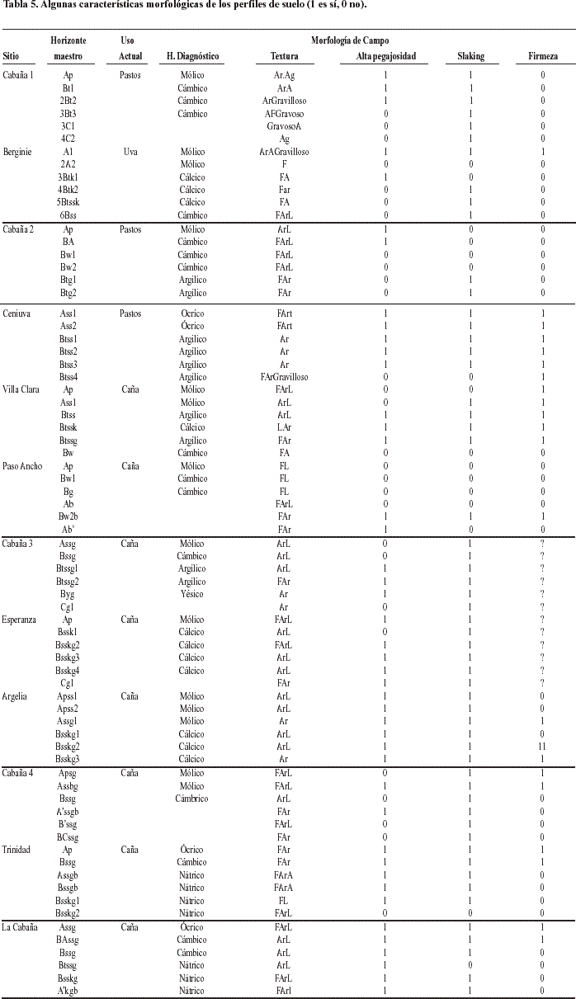 Tabla 5. Algunas características morfológicas de los perfiles de suelo (1 es sí, 0 no).
Horizonte Uso Morfología de Campo
Sitio maestro Actual H. Diagnóstico Textura Alta pegajosidad Slaking Firmeza
Cabaña 1 Ap Pastos Mólico Ar.Ag 1 1 0
Bt1 Cámbico ArA 1 1 0
2Bt2 Cámbico ArGravilloso 1 1 0
3Bt3 Cámbico AFGravoso 0 1 0
3C1 GravosoA 0 1 0
4C2 Ag 0 1 0
Berginie A1 Uva Mólico ArAGravilloso 1 1 1
2A2 Mólico F 0 0 0
3Btk1 Cálcico FA 1 0 0
4Btk2 Cálcico Far 0 1 0
5Btssk Cálcico FA 0 1 0
6Bss Cámbico FArL 0 1 0
Cabaña 2 Ap Pastos Mólico ArL 1 0 0
BA Cámbico FArL 1 0 0
Bw1 Cámbico FArL 0 0 0
Bw2 Cámbico FArL 0 0 0
Btg1 Argílico FAr 0 1 0
Btg2 Argílico FAr 0 1 0
Ceniuva Ass1 Pastos Ocrico FArt 1 1 1
Ass2 Ócrico FArt 1 1 1
Btss1 Argílico Ar 1 1 1
Btss2 Argílico Ar 1 1 1
Btss3 Argílico Ar 1 1 1
Btss4 Argílico FArGravilloso 0 0 1
Villa Clara Ap Caña Mólico FArL 0 0 1
Ass1 Mólico ArL 0 1 1
Btss Argílico ArL 1 1 1
Btssk Cálcico LAr 1 1 1
Btssg Argílico FAr 1 1 1
Bw Cámbico FA 0 0 0
Paso Ancho Ap Caña Mólico FL 0 0 0
Bw1 Cámbico FL 0 0 0
Bg Cámbico FL 0 0 0
Ab FArL 0 0 0
Bw2b FAr 1 1 1
Ab' FAr 1 0 0
Cabaña 3 Assg Caña Mólico ArL 0 1 ?
Bssg Cámbico ArL 0 1 ?
Btssg1 Argílico ArL 1 1 ?
Btssg2 Argílico FAr 1 1 ?
Byg Yésico Ar 1 1 ?
Cg1 Ar 0 1 ?
Esperanza Ap Caña Mólico FArL 1 1 ?
Bssk1 Cálcico ArL 0 1 ?
Bsskg2 Cálcico FArL 1 1 ?
Bsskg3 Cálcico ArL 1 1 ?
Bsskg4 Cálcico ArL 1 1 ?
Cg1 FAr 1 1 ?
Argelia Apss1 Caña Mólico ArL 1 1 0
Apss2 Mólico ArL 1 1 0
Assg1 Mólico Ar 1 1 1
Bsskg1 Cálcico ArL 1 1 0
Bsskg2 Cálcico ArL 1 1 11
Bsskg3 Cálcico Ar 1 1 1
Cabaña 4 Apsg Caña Mólico FArL 0 1 1
Assbg Mólico FArL 1 1 1
Bssg Cámbrico ArL 0 1 0
A'ssgb FAr 1 1 0
B'ssg FArL 0 1 0
BCssg FAr 0 1 0
Trinidad Ap Caña Ócrico FAr 1 1 1
Bssg Cámbico FAr 1 1 1
Assgb Nátrico FArA 1 1 0
Bssgb Nátrico FArA 1 1 0
Bsskg1 Nátrico FL 1 1 0
Bsskg2 Nátrico FArL 0 0 0
La Cabaña Assg Caña Ócrico FArL 1 1 1
BAssg Cámbico ArL 1 1 1
Bssg Cámbico ArL 1 1 0
Btssg Nátrico ArL 1 0 0
Bsskg Nátrico FArL 1 1 0
A'kgb Nátrico FArl 1 1 0